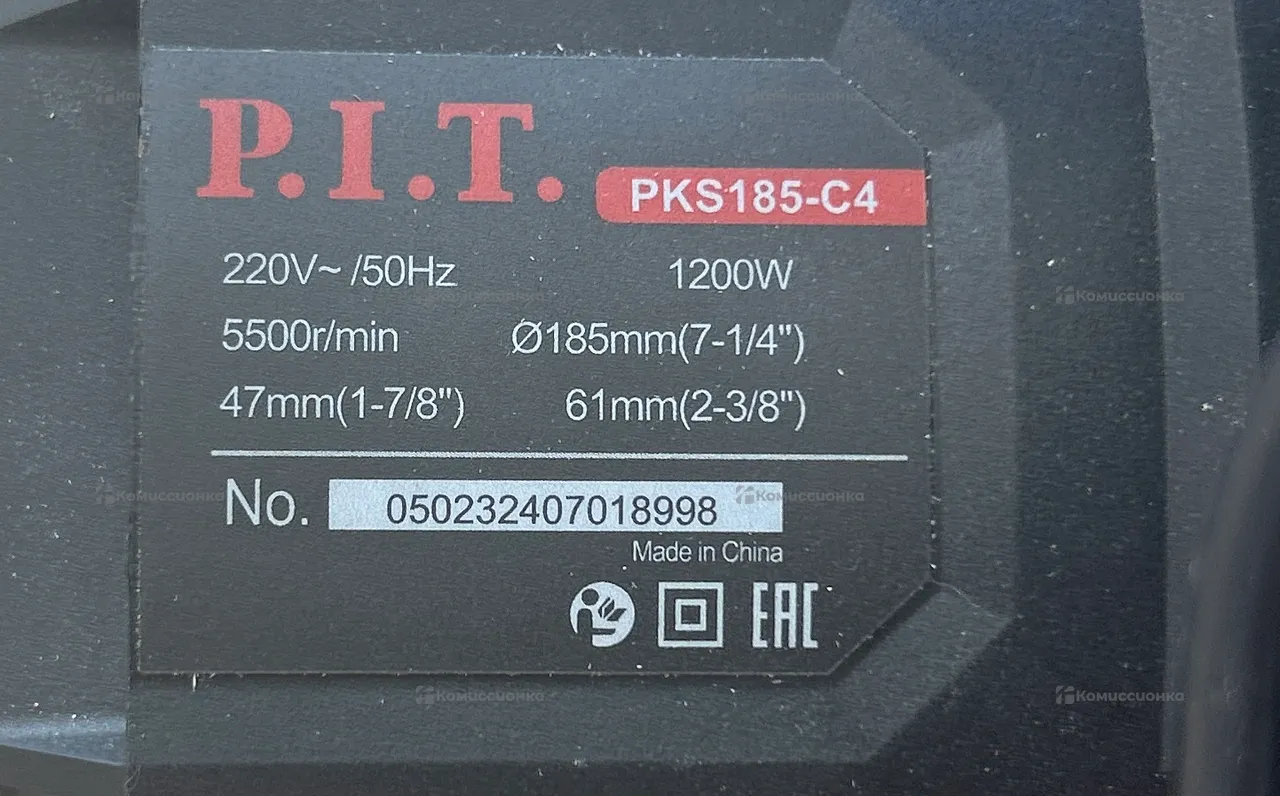 P.I.T.
PKS185-C4
220V~ /50Hz 1200W
5500r/min Ø185mm(7-1/4")
47mm(1-7/8") 61mm(2-3/8")
No. 050232407018998
Made in China
EAC
Комиссионка
Комиссионка
Комиссионка
Комиссионка
Комиссионка